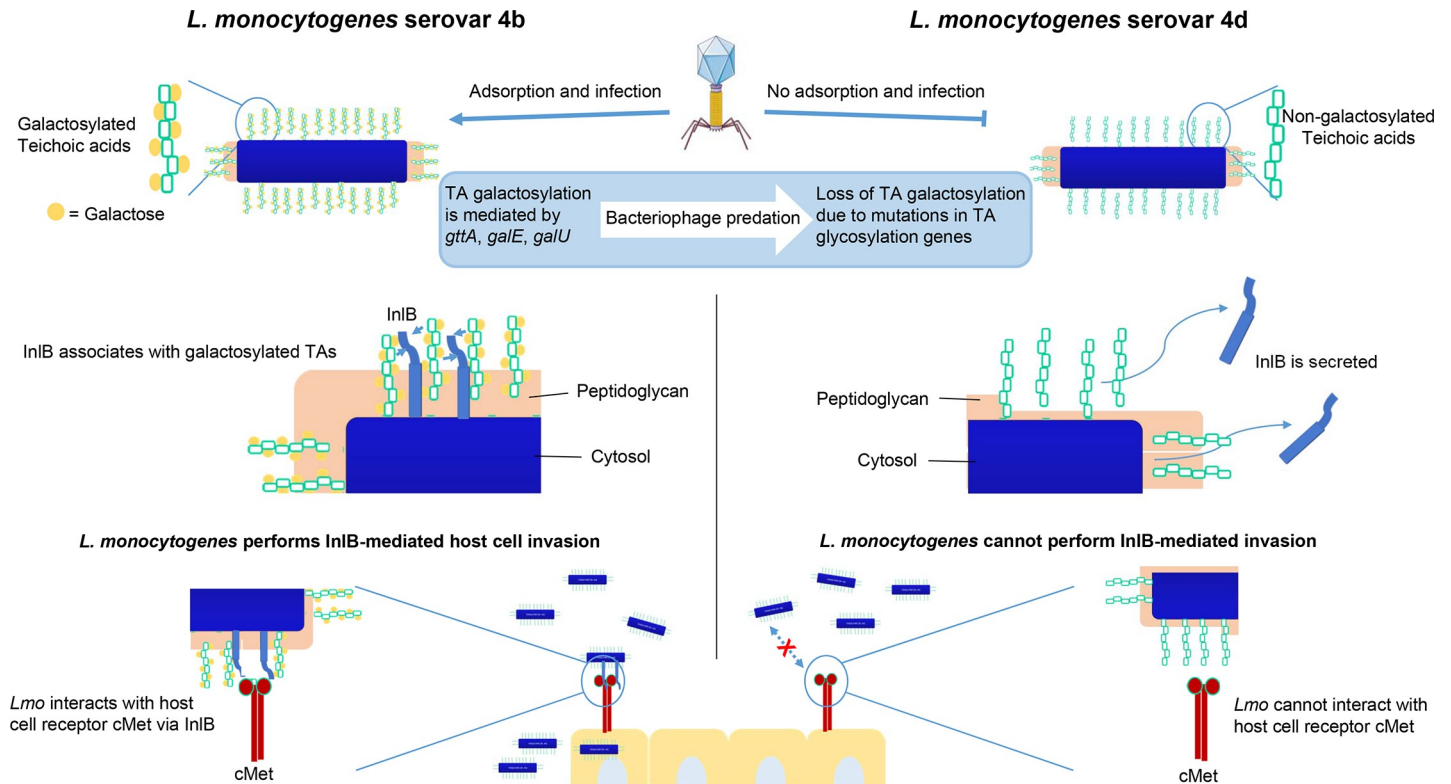 L. monocytogenes serovar 4b
L. monocytogenes serovar 4d
Adsorption and infection
No adsorption and infection
Galactosylated
Teichoic acids
Non-galactosylated
Teichoic acids
= Galactose
TA galactosylation
is mediated by
gttA, galE, galU
Bacteriophage predation
Loss of TA galactosylation
due to mutations in TA
glycosylation genes
InlB
InlB associates with galactosylated TAs
Peptidoglycan
Cytosol
InlB is secreted
Peptidoglycan
Cytosol
L. monocytogenes performs InlB-mediated host cell invasion
L. monocytogenes cannot perform InlB-mediated invasion
Lmo interacts with host
cell receptor cMet via InlB
cMet
Lmo cannot interact with
host cell receptor cMet
cMet